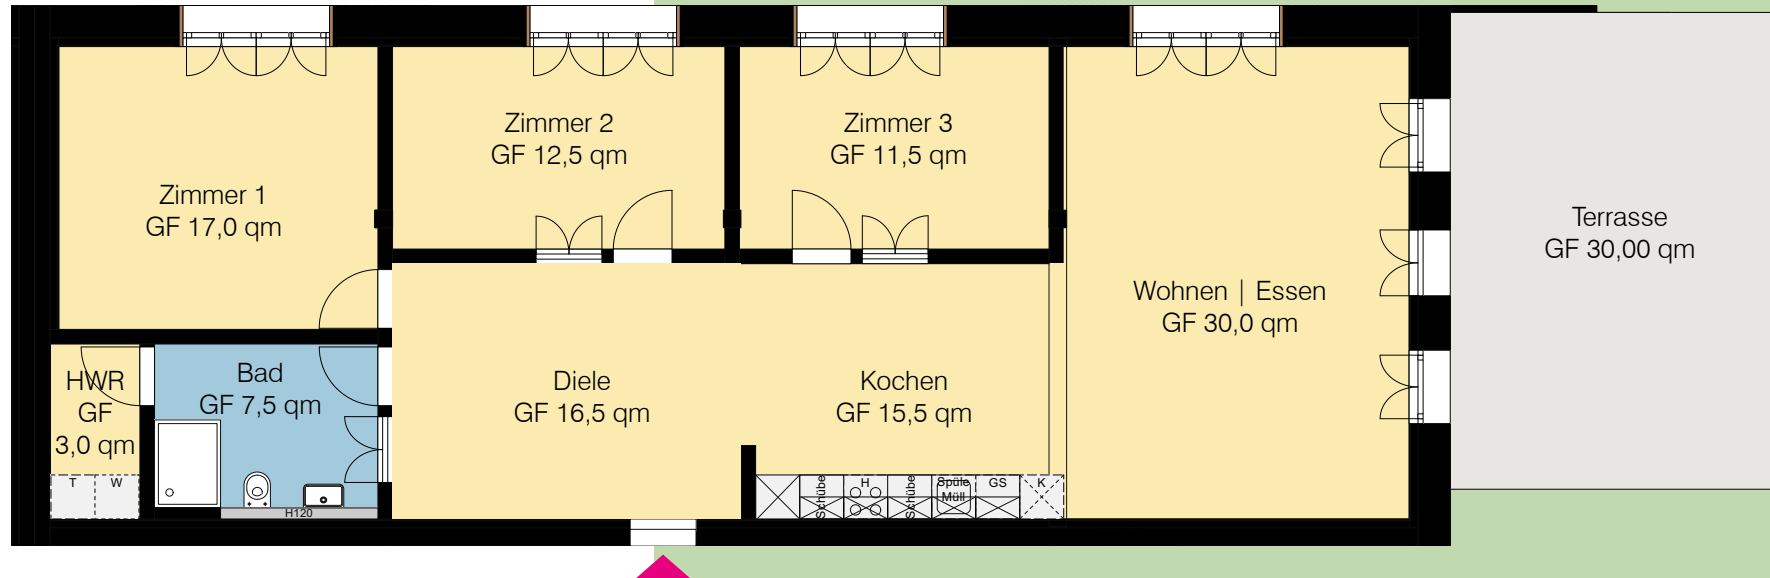 Zimmer 1
GF 17,0 qm
Zimmer 2
GF 12,5 qm
Zimmer 3
GF 11,5 qm
Wohnen | Essen
GF 30,0 qm
Terrasse
GF 30,00 qm
HWR
GF
3,0 qm
T
W
Bad
GF 7,5 qm
H120
Diele
GF 16,5 qm
Kochen
GF 15,5 qm
Schübe
H
Schübe
Spüle
Müll
GS
K